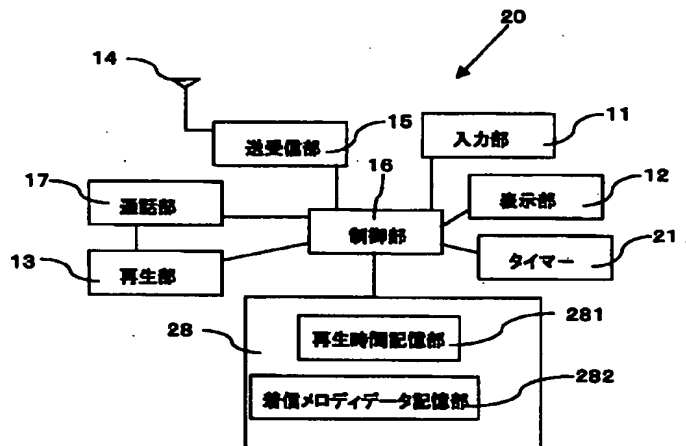 20
14
15
送受信部
11
入力部
17
通話部
16
制御部
12
表示部
13
再生部
21
タイマー
28
281
再生時間記憶部
282
着信メロディデータ記憶部